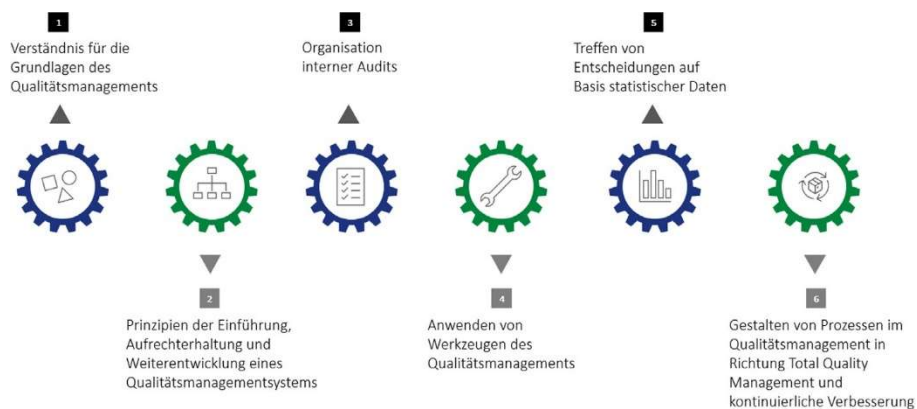 1
Verständnis für die
Grundlagen des
Qualitätsmanagements
2
Prinzipien der Einführung,
Aufrechterhaltung und
Weiterentwicklung eines
Qualitätsmanagementsystems
3
Organisation
interner Audits
4
Anwenden von
Werkzeugen des
Qualitätsmanagements
5
Treffen von
Entscheidungen auf
Basis statistischer Daten
6
Gestalten von Prozessen im
Qualitätsmanagement in
Richtung Total Quality
Management und
kontinuierliche Verbesserung